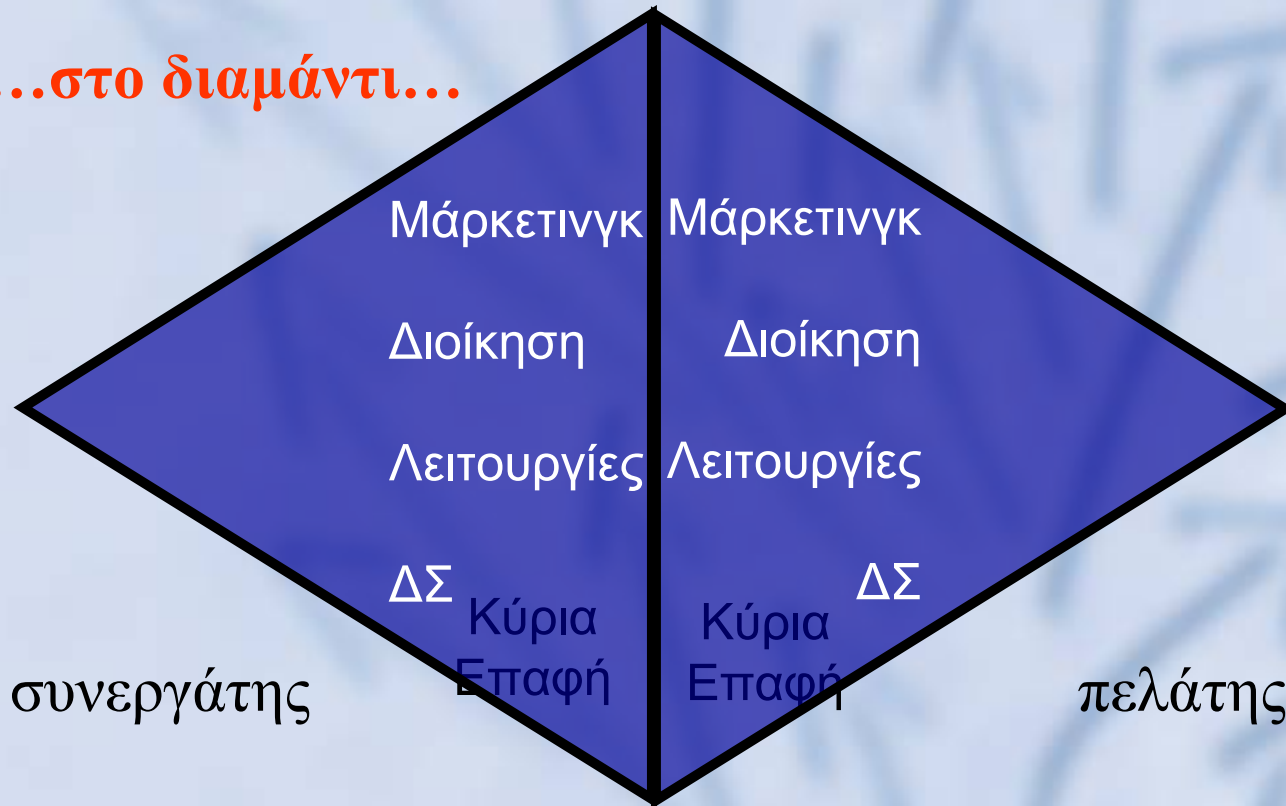 …στο διαμάντι…
Μάρκετινγκ Μάρκετινγκ
Διοίκηση Διοίκηση
Λειτουργίες Λειτουργίες
ΔΣ ΔΣ
Κύρια Κύρια
Επαφή Επαφή
συνεργάτης πελάτης